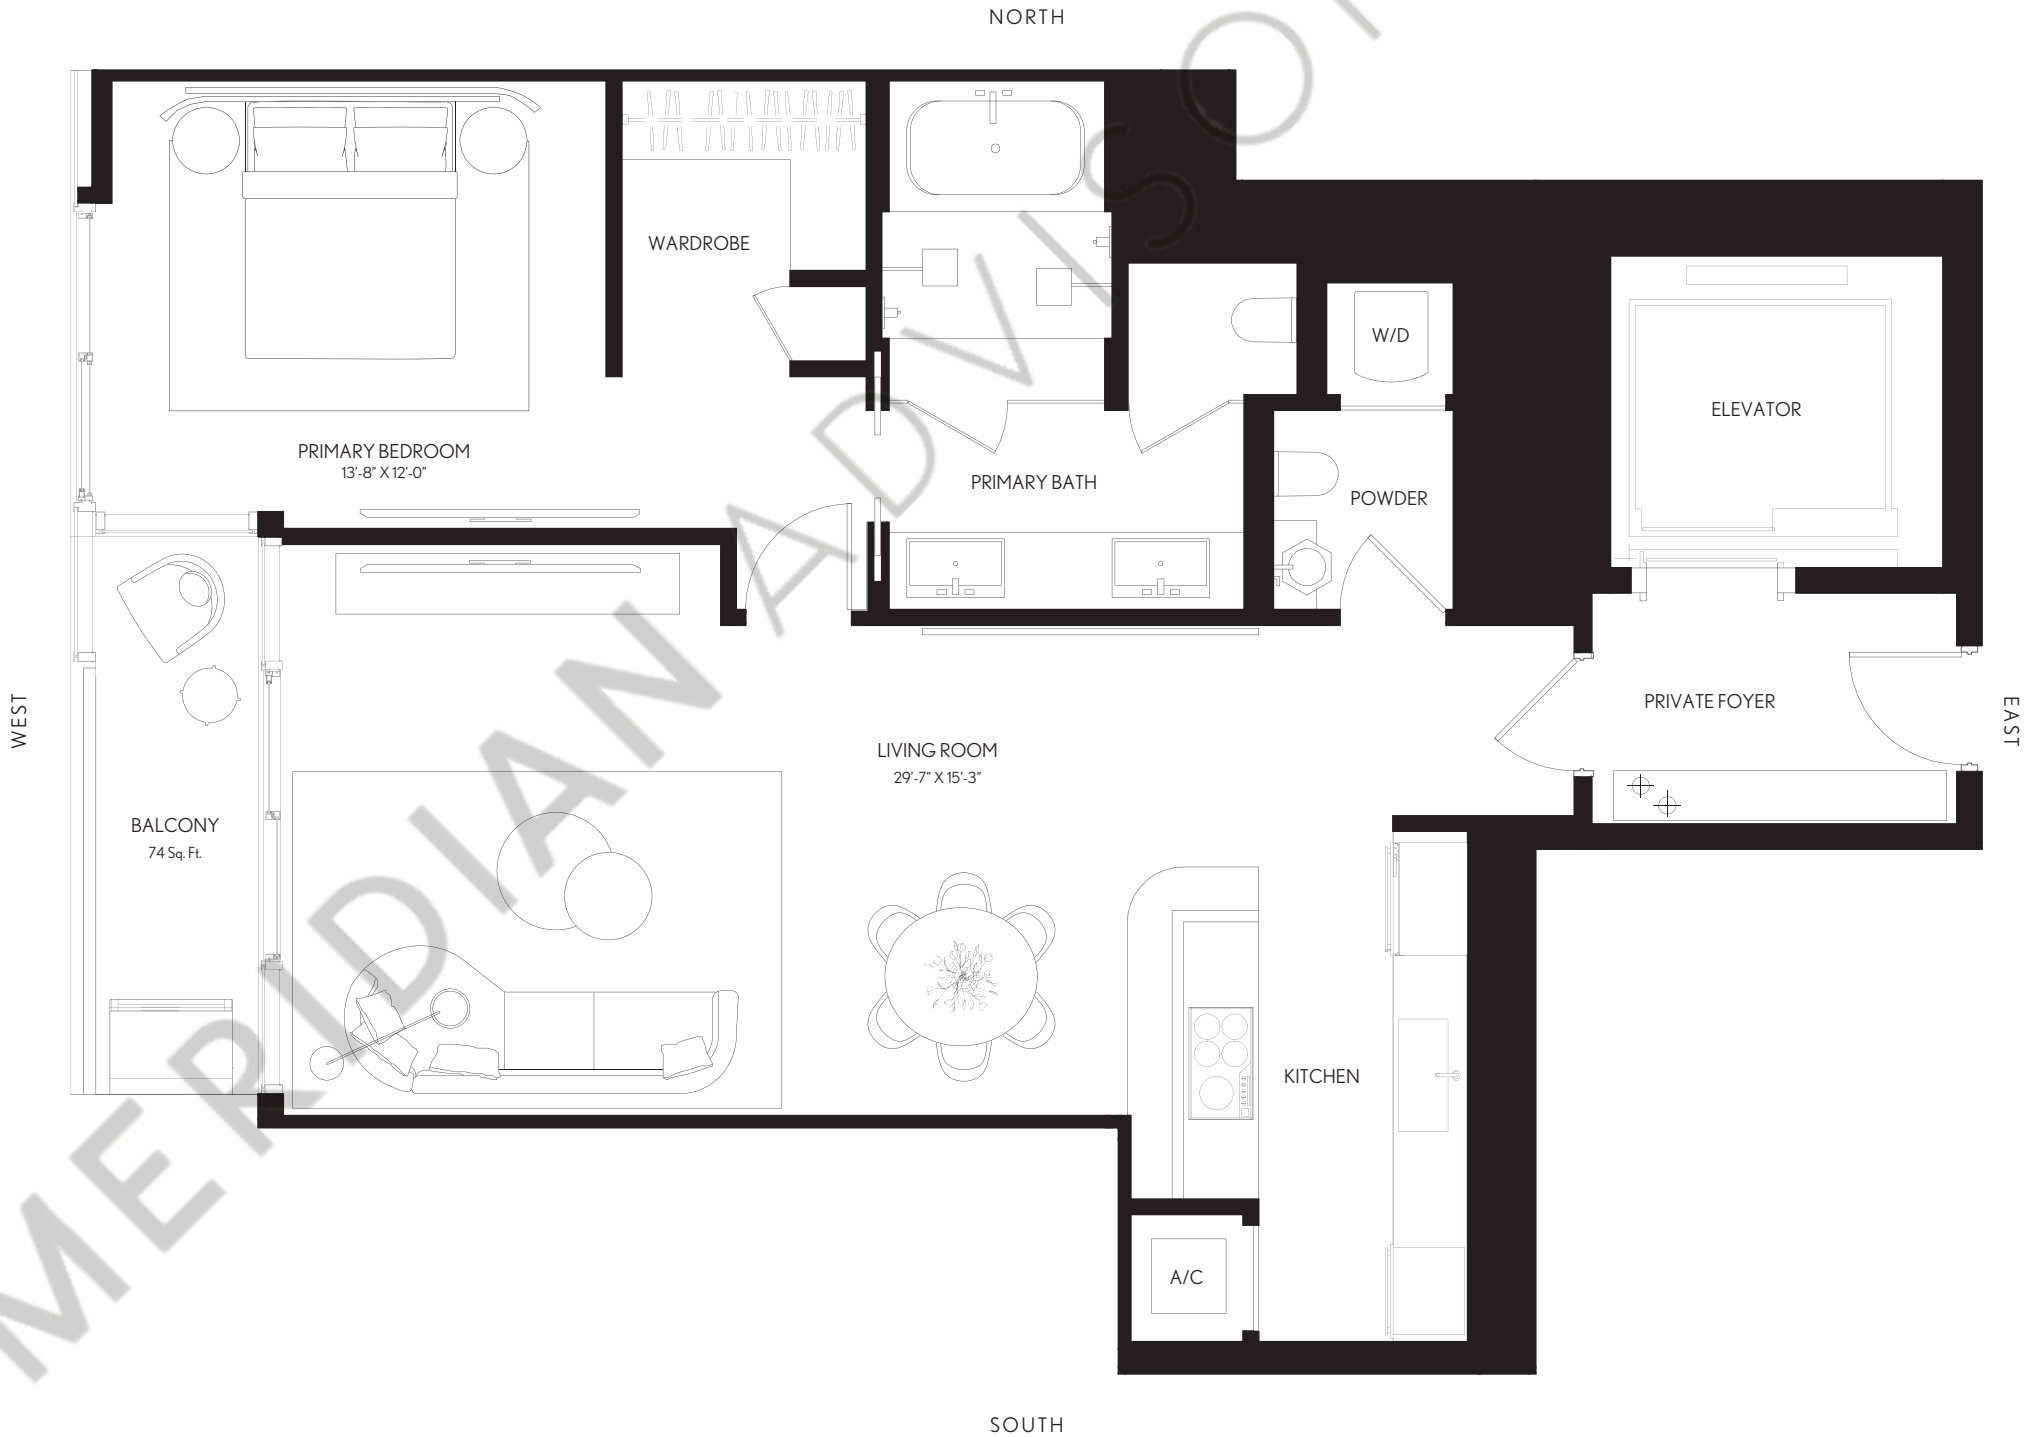 NORTH
WARDROBE
W/D
ELEVATOR
PRIMARY BEDROOM
13'-8" X 12'-0"
PRIMARY BATH
POWDER
WEST
PRIVATE FOYER
EAST
LIVING ROOM
29'-7" X 15'-3"
BALCONY
74 Sq. Ft.
KITCHEN
A/C
SOUTH
MERIDIAN ADVISO